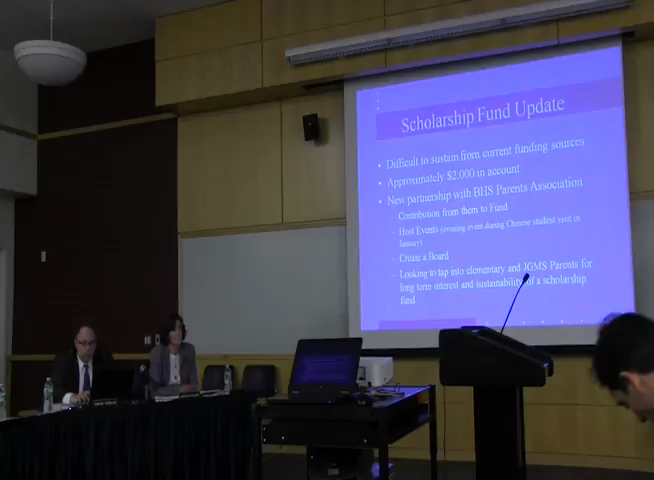 Scholarship Fund Update
• Difficult to sustain from current funding sources
• Approximately $2,000 in account
• New partnership with BHS Parents Association
– Contribution from them to Fund
– Host Events (evening event during Chinese student visit in
January)
– Create a Board
– Looking to tap into elementary and JGMS Parents for
long term interest and sustainability of a scholarship
fund